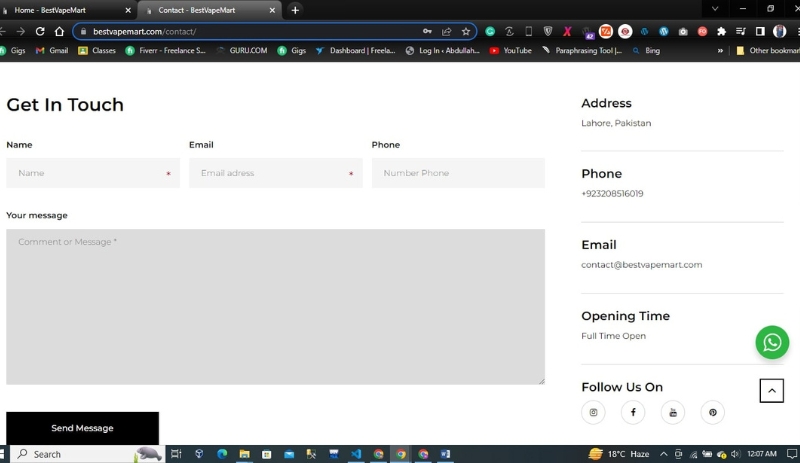 Home - BestVapeMart
Contact - BestVapeMart
bestvapemart.com/contact/
Gigs
Gmail
Classes
Fiverr - Freelance S...
GURU.COM
Gigs
Dashboard | Freela...
Log In ‹ Abdullah...
YouTube
Paraphrasing Tool |...
Bing
»
Other bookmar
Get In Touch
Name
Email
Phone
Name *
Email adress *
Number Phone
Your message
Comment or Message *
Send Message
Address
Lahore, Pakistan
Phone
+923208516019
Email
contact@bestvapemart.com
Opening Time
Full Time Open
Follow Us On
Search
18°C Haze
12:07 AM